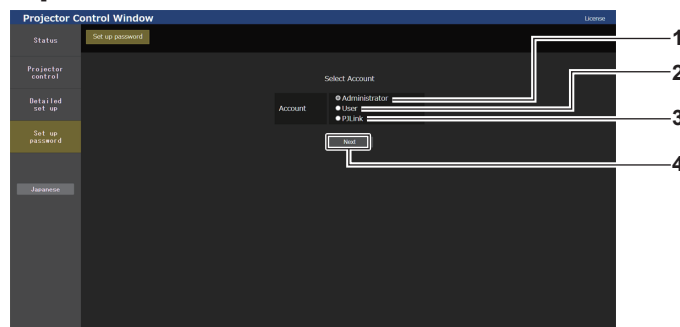 Projector Control Window
License
Status
Set up password
1
Projector
control
Select Account
2
Detailed
set up
Account
Administrator
User
PJLink
3
Set up
password
Next
4
Japanese